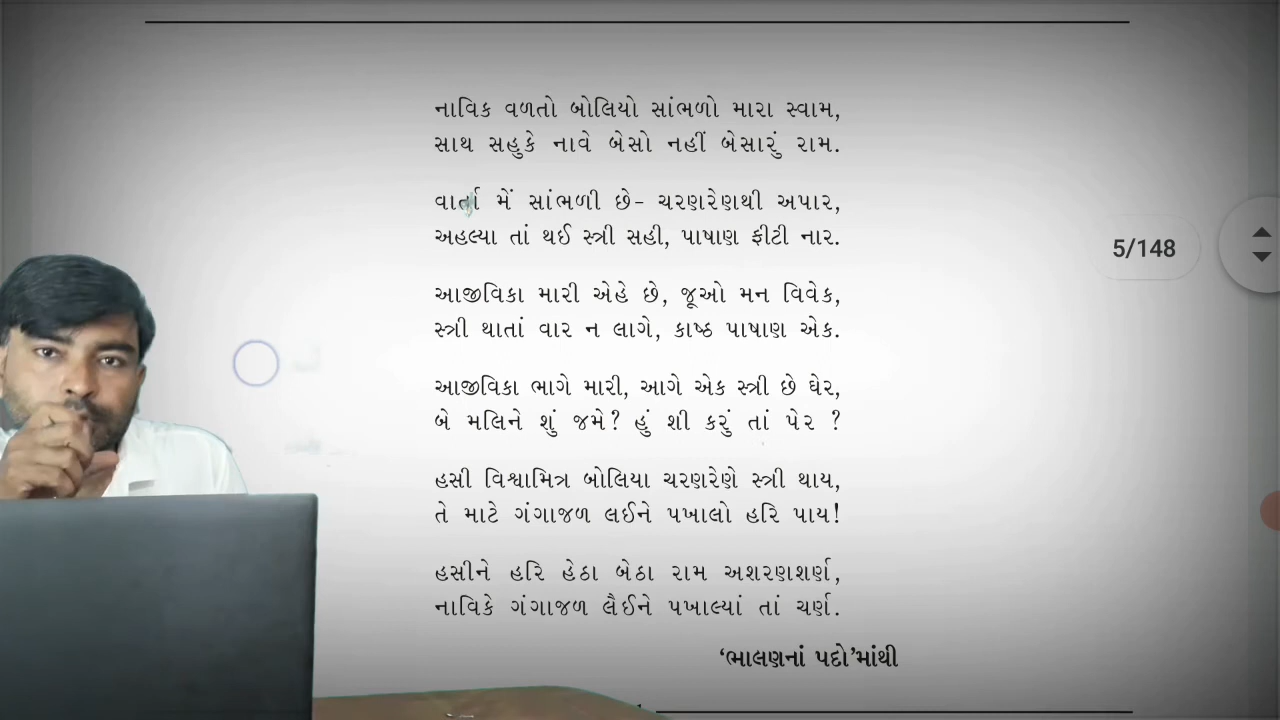 નાવિક વળતો બોલિયો સાંભળો મારા સ્વામ,
સાથ સહુકે નાવે બેસો નહીં બેસારું રામ.
વાર્તા મેં સાંભળી છે- ચરણરેણથી અપાર,
અહલ્યા તાં થઈ સ્ત્રી સહી, પાષાણ ફીટી નાર.
આજીવિકા મારી એહે છે, જૂઓ મન વિવેક,
સ્ત્રી થાતાં વાર ન લાગે, કાષ્ઠ પાષાણ એક.
આજીવિકા ભાગે મારી, આગે એક સ્ત્રી છે ઘેર,
બે મલિને શું જમે? હું શી કરું તાં પેર ?
હસી વિશ્વામિત્ર બોલિયા ચરણરેણે સ્ત્રી થાય,
તે માટે ગંગાજળ લઈને પખાલો હરિ પાય!
હસીને હરિ હેઠા બેઠા રામ અશરણશર્ણ,
નાવિકે ગંગાજળ લૈઈને પખાલ્યાં તાં ચર્ણ.
‘ભાલણનાં પદો’માંથી
5/148